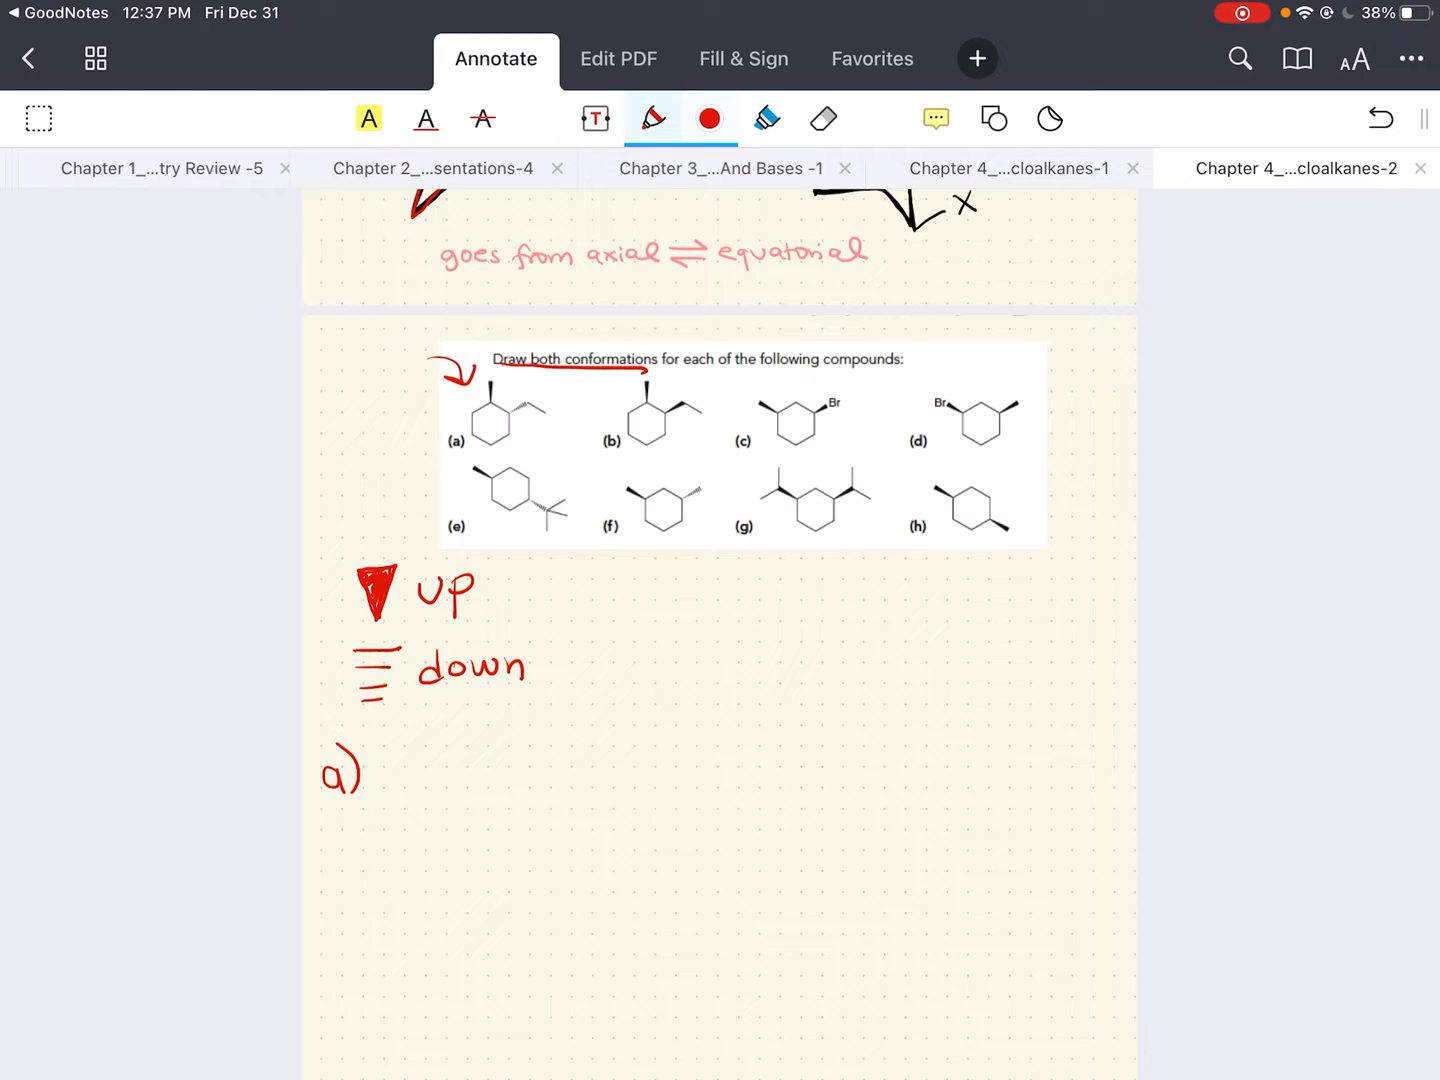 GoodNotes 12:37 PM Fri Dec 31 38%
Annotate Edit PDF Fill & Sign Favorites AA
A A A T
Chapter 1_...try Review -5 Chapter 2_...sentations-4 Chapter 3_...And Bases -1 Chapter 4_...cloalkanes-1 Chapter 4_...cloalkanes-2
X
goes from axial ⇌ equatorial
Draw both conformations for each of the following compounds:
Br Br
(a) (b) (c) (d)
(e) (f) (g) (h)
up
down
a)